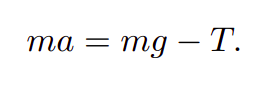 ma = mg − T.